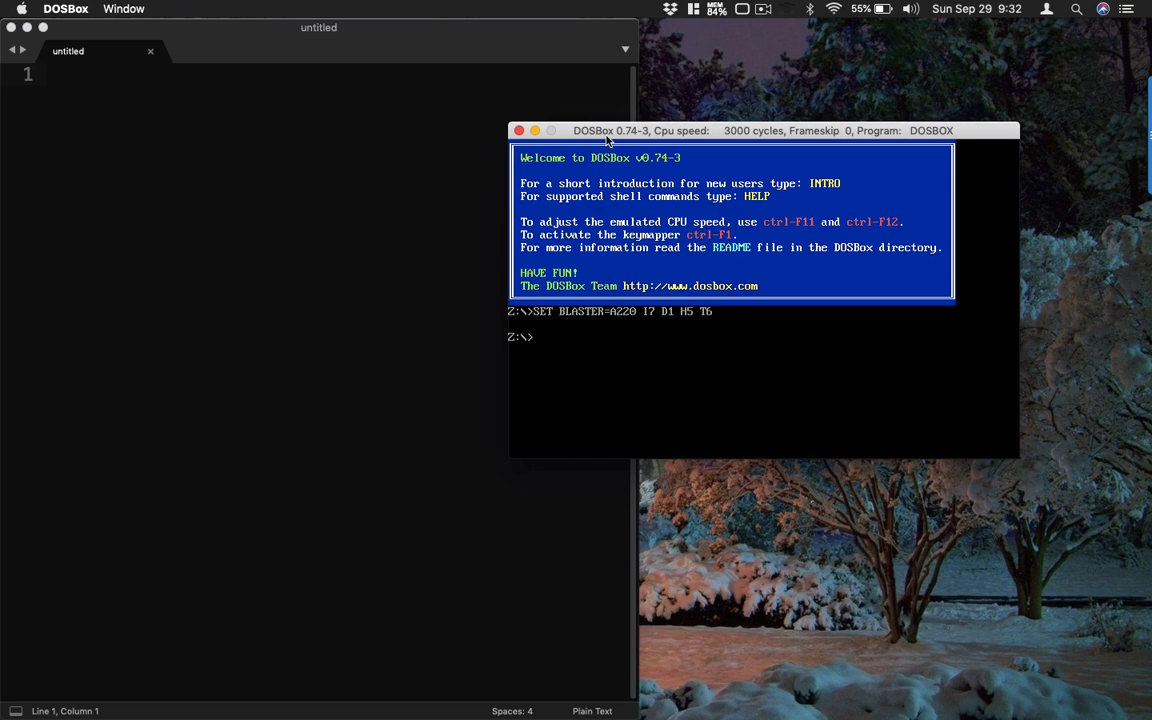 DOSBox Window MEM 84% 55% Sun Sep 29 9:32
untitled
untitled
1
DOSBox 0.74-3, Cpu speed: 3000 cycles, Frameskip 0, Program: DOSBOX
Welcome to DOSBox v0.74-3
For a short introduction for new users type: INTRO
For supported shell commands type: HELP
To adjust the emulated CPU speed, use ctrl-F11 and ctrl-F12.
To activate the keymapper ctrl-F1.
For more information read the README file in the DOSBox directory.
HAVE FUN!
The DOSBox Team http://www.dosbox.com
Z:\>SET BLASTER=A220 I7 D1 H5 T6
Z:\>
Line 1, Column 1 Spaces: 4 Plain Text